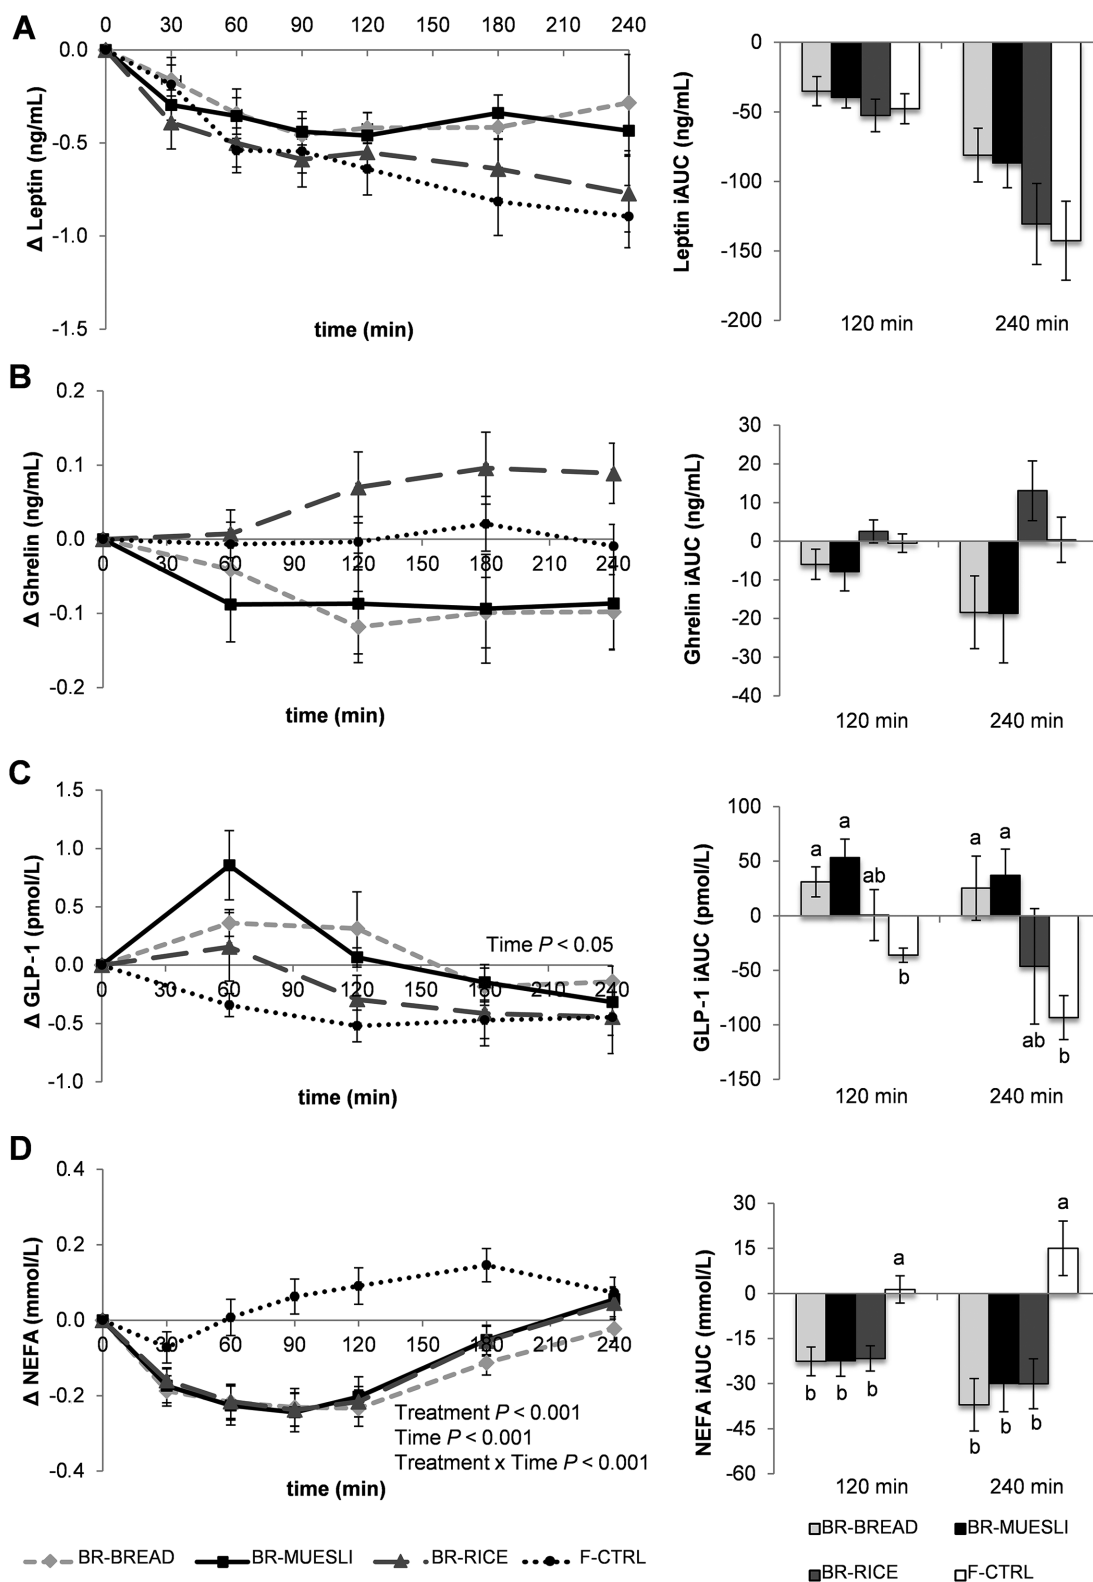 A
0 30 60 90 120 150 180 210 240
0.0
-0.5
-1.0
-1.5
Δ Leptin (ng/mL)
time (min)
0
-50
-100
-150
-200
Leptin iAUC (ng/mL)
120 min 240 min
B
0.2
0.1
0.0
-0.1
-0.2
0 30 60 90 120 150 180 210 240
Δ Ghrelin (ng/mL)
time (min)
30
20
10
0
-10
-20
-30
-40
Ghrelin iAUC (ng/mL)
120 min 240 min
C
1.5
1.0
0.5
0.0
-0.5
-1.0
0 30 60 90 120 150 180 210 240
Δ GLP-1 (pmol/L)
Time P < 0.05
time (min)
100
50
0
-50
-100
-150
GLP-1 iAUC (pmol/L)
a a ab b a a ab b
120 min 240 min
D
0.4
0.2
0.0
-0.2
-0.4
0 30 60 90 120 150 180 210 240
Δ NEFA (mmol/L)
Treatment P < 0.001
Time P < 0.001
Treatment x Time P < 0.001
time (min)
30
15
0
-15
-30
-45
-60
NEFA iAUC (mmol/L)
b b b a b b b a
120 min 240 min
BR-BREAD BR-MUESLI BR-RICE F-CTRL
BR-BREAD BR-MUESLI
BR-RICE F-CTRL